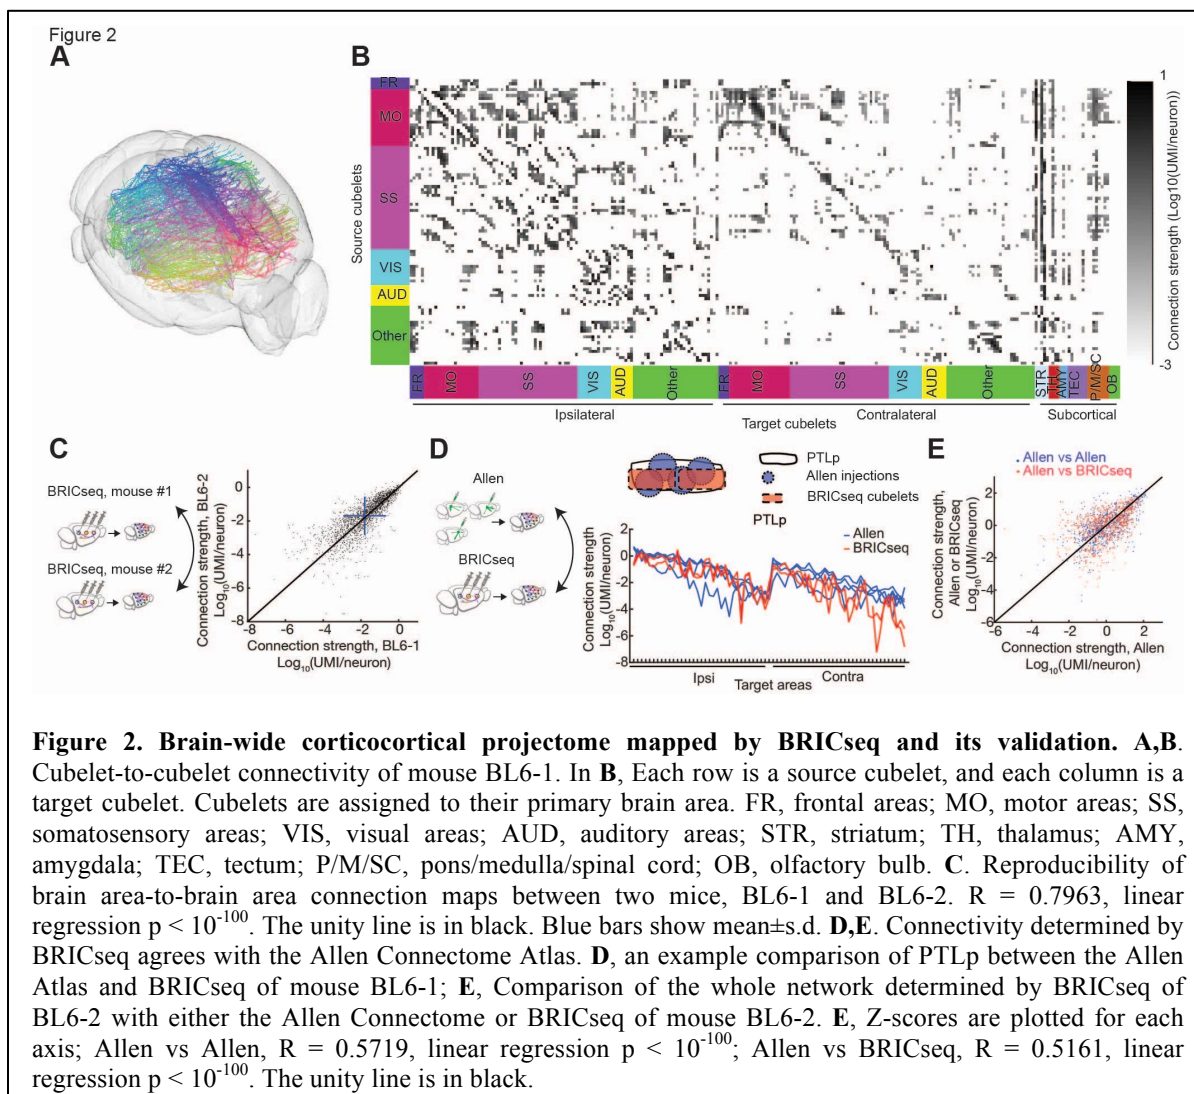 Figure 2
A
B
Source cubelets
FR
MO
SS
VIS
AUD
Other
FR
MO
SS
VIS
AUD
Other
FR
MO
SS
VIS
AUD
Other
STR
TH
AMY
TEC
P/M/SC
OB
Ipsilateral
Contralateral
Subcortical
Target cubelets
1
-3
Connection strength (Log10(UMI/neuron))
C
BRICseq, mouse #1
BRICseq, mouse #2
Connection strength, BL6-2
Log10(UMI/neuron)
0
-2
-4
-6
-8
-8
-6
-4
-2
0
Connection strength, BL6-1
Log10(UMI/neuron)
D
Allen
BRICseq
PTLp
Allen injections
BRICseq cubelets
PTLp
Allen
BRICseq
Connection strength
Log10(UMI/neuron)
2
0
-2
-4
-6
-8
Ipsi
Contra
Target areas
E
Allen vs Allen
Allen vs BRICseq
Connection strength,
Allen or BRICseq
Log10(UMI/neuron)
2
0
-2
-4
-6
-6
-4
-2
0
2
Connection strength, Allen
Log10(UMI/neuron)
Figure 2. Brain-wide corticocortical projectome mapped by BRICseq and its validation. A,B.
Cubelet-to-cubelet connectivity of mouse BL6-1. In B, Each row is a source cubelet, and each column is a
target cubelet. Cubelets are assigned to their primary brain area. FR, frontal areas; MO, motor areas; SS,
somatosensory areas; VIS, visual areas; AUD, auditory areas; STR, striatum; TH, thalamus; AMY,
amygdala; TEC, tectum; P/M/SC, pons/medulla/spinal cord; OB, olfactory bulb. C. Reproducibility of
brain area-to-brain area connection maps between two mice, BL6-1 and BL6-2. R = 0.7963, linear
regression p < 10-100. The unity line is in black. Blue bars show mean±s.d. D,E. Connectivity determined by
BRICseq agrees with the Allen Connectome Atlas. D, an example comparison of PTLp between the Allen
Atlas and BRICseq of mouse BL6-1; E, Comparison of the whole network determined by BRICseq of
BL6-2 with either the Allen Connectome or BRICseq of mouse BL6-2. E, Z-scores are plotted for each
axis; Allen vs Allen, R = 0.5719, linear regression p < 10-100; Allen vs BRICseq, R = 0.5161, linear
regression p < 10-100. The unity line is in black.